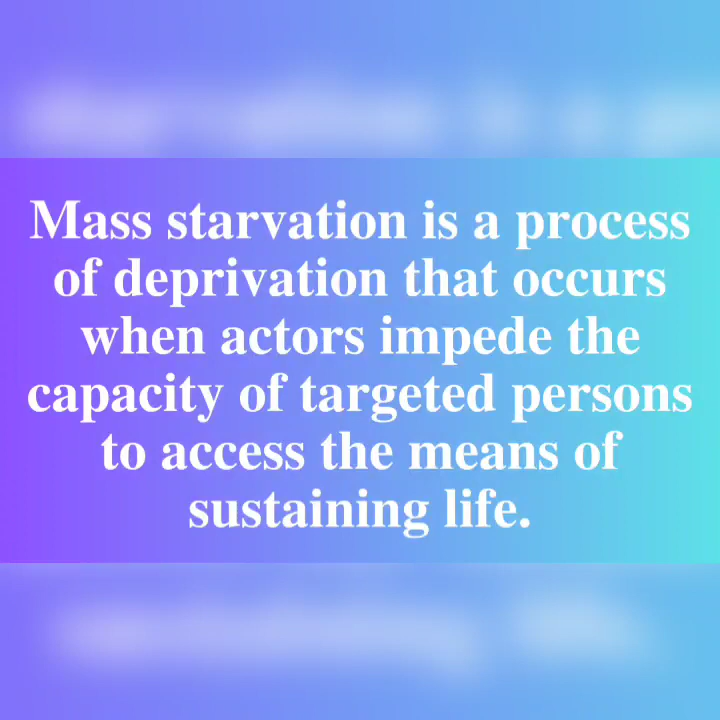 Mass starvation is a process
of deprivation that occurs
when actors impede the
capacity of targeted persons
to access the means of
sustaining life.